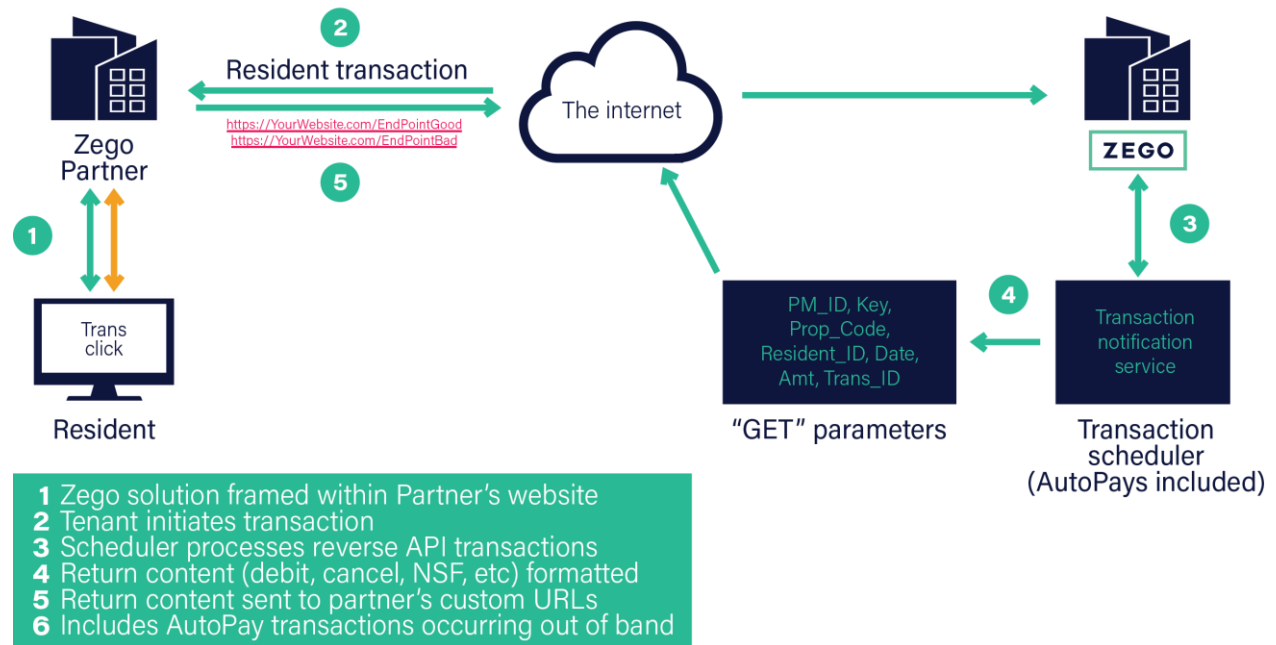 2
Resident transaction
https://YourWebsite.com/EndPointGood
https://YourWebsite.com/EndPointBad
5
Zego
Partner
The internet
ZEGO
1
3
Trans
click
Resident
PM_ID, Key,
Prop_Code,
Resident_ID, Date,
Amt, Trans_ID
"GET" parameters
4
Transaction
notification
service
Transaction
scheduler
(AutoPays included)
1 Zego solution framed within Partner's website
2 Tenant initiates transaction
3 Scheduler processes reverse API transactions
4 Return content (debit, cancel, NSF, etc) formatted
5 Return content sent to partner's custom URLs
6 Includes AutoPay transactions occurring out of band